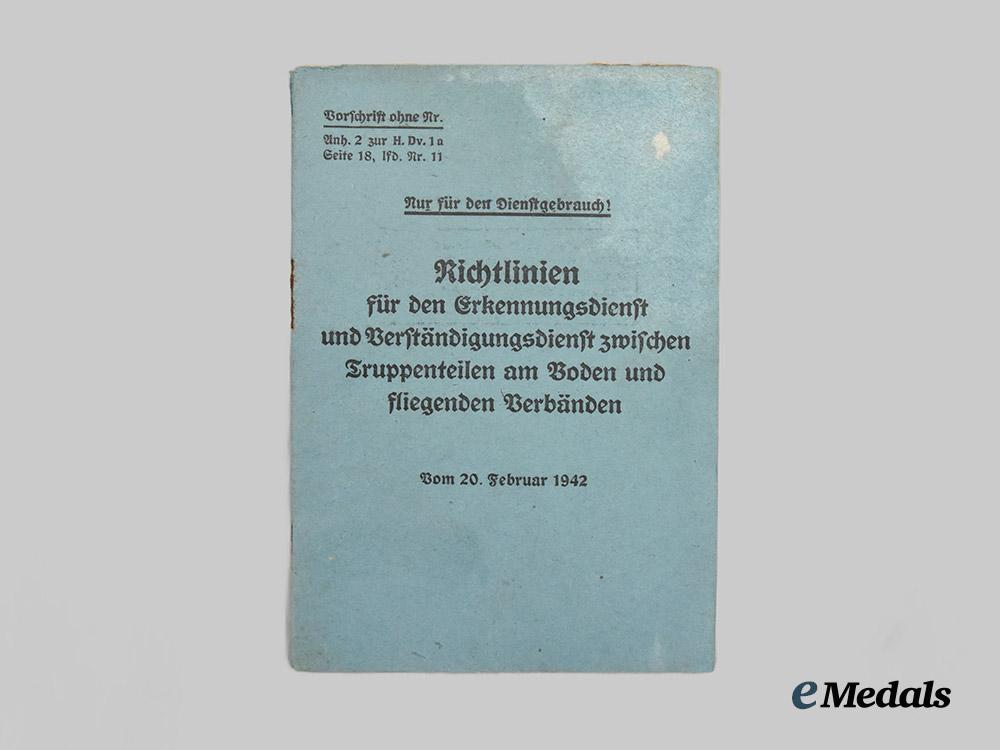 Vorschrift ohne Nr.
Anh. 2 zur H. Dv. 1a
Seite 18, lfd. Nr. 11
Nur für den Dienstgebrauch!
Richtlinien
für den Erkennungsdienst
und Verständigungsdienst zwischen
Truppenteilen am Boden und
fliegenden Verbänden
Vom 20. Februar 1942
eMedals